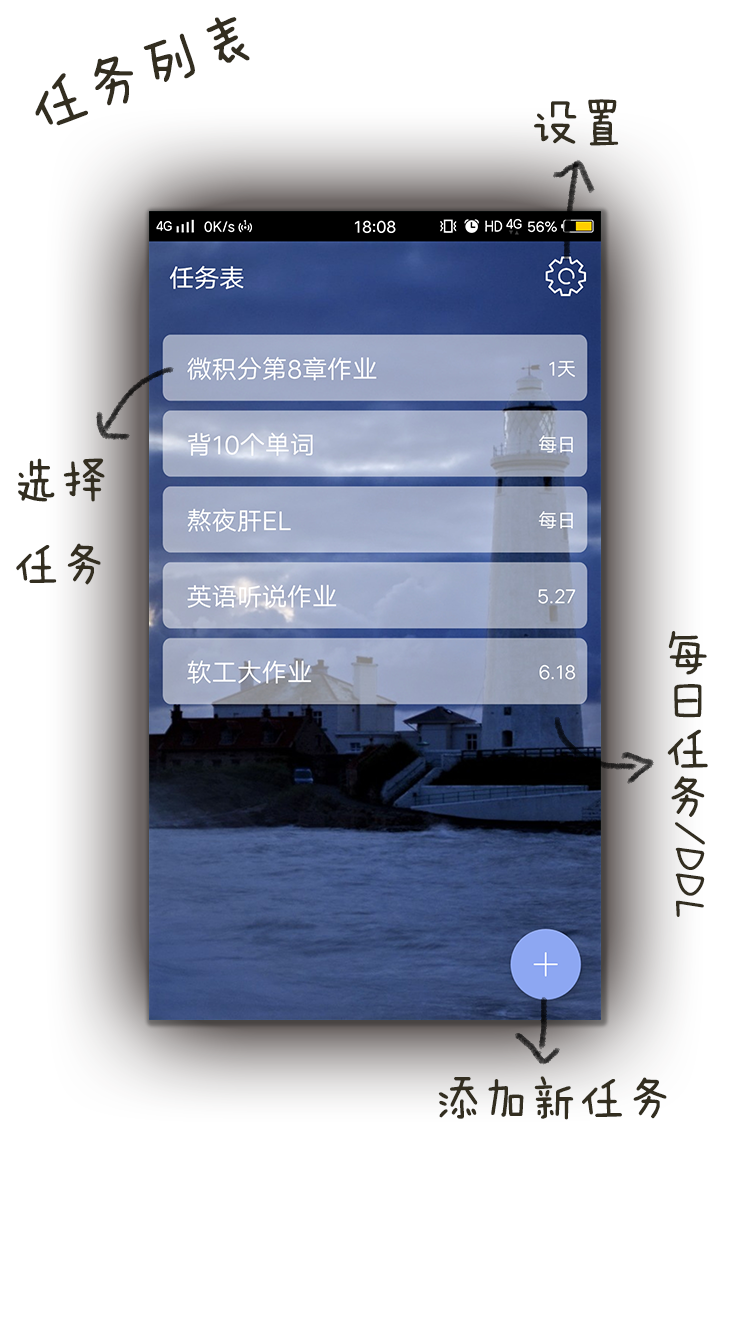 任务列表
设置
4G 0K/s 18:08 HD 4G 56%
任务表
微积分第8章作业 1天
背10个单词 每日
熬夜肝EL 每日
英语听说作业 5.27
软工大作业 6.18
选择
任务
每日任务/DDL
添加新任务